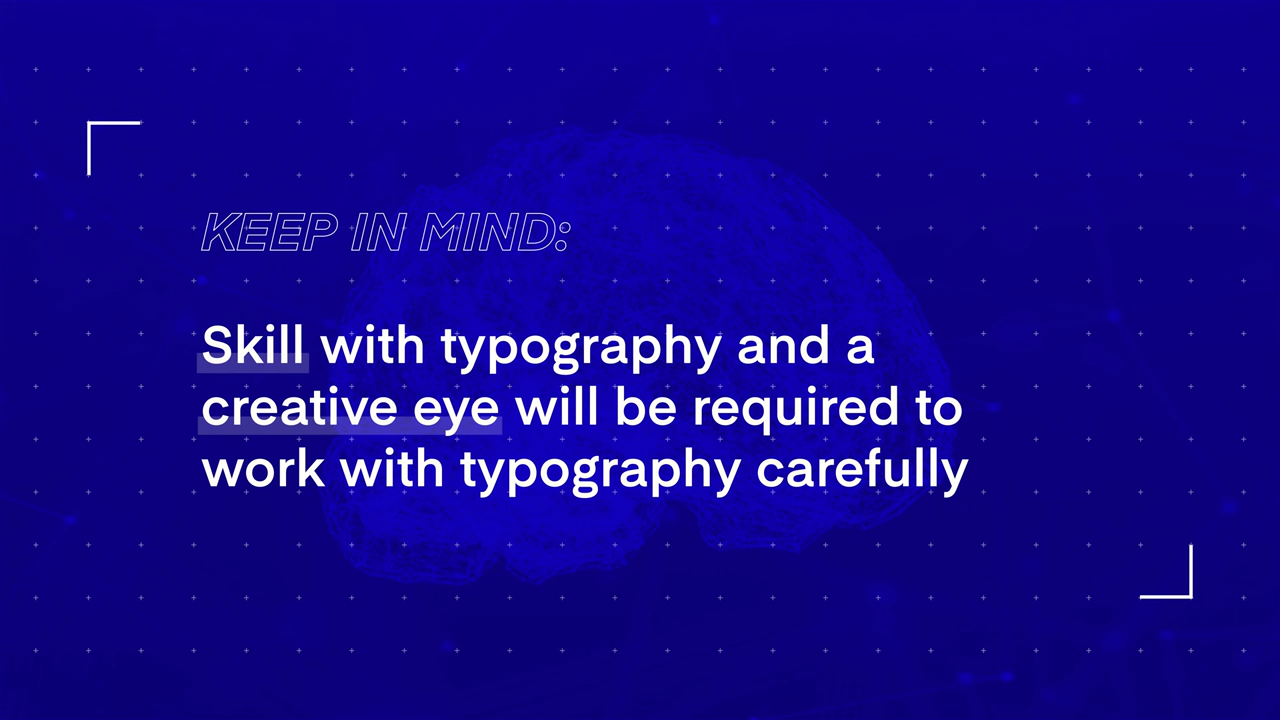 KEEP IN MIND:
Skill with typography and a
creative eye will be required to
work with typography carefully